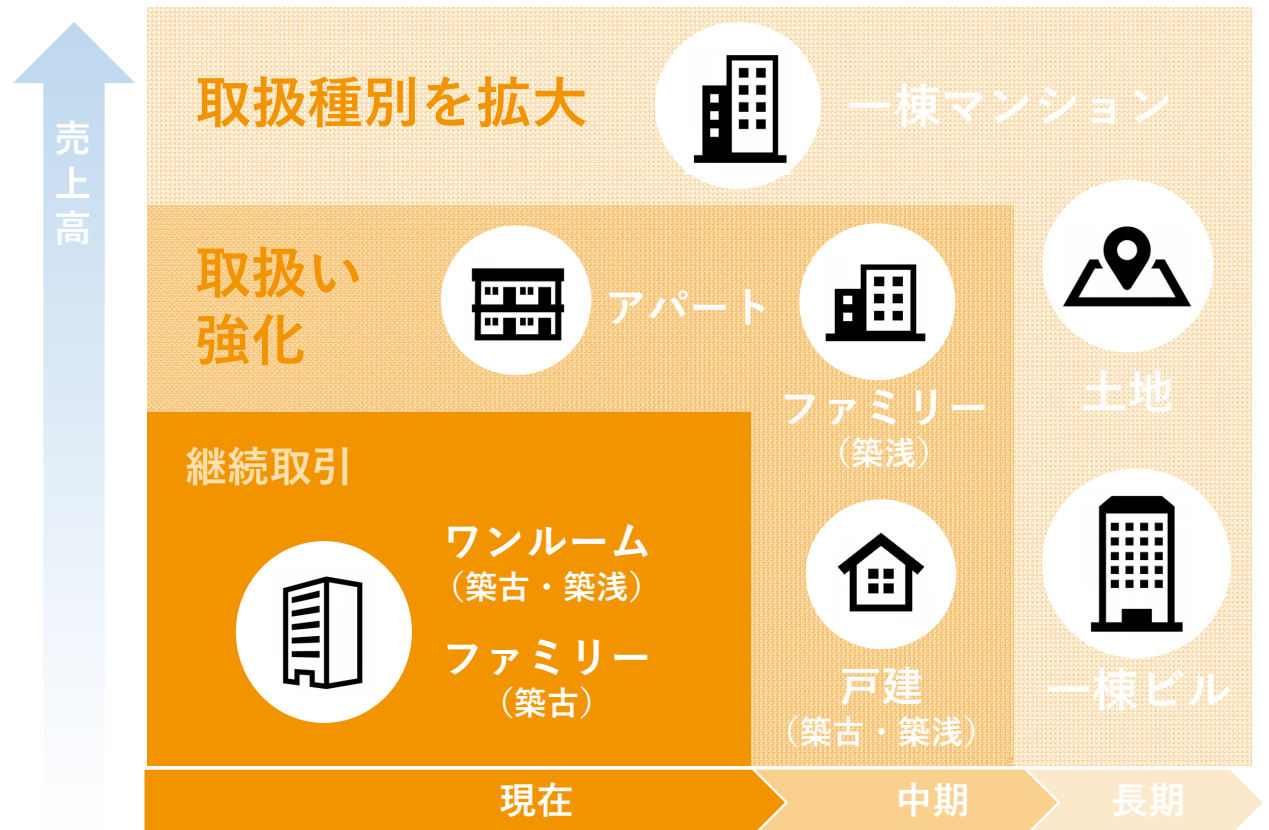 売上高
取扱種別を拡大
一棟マンション
取扱い
強化
アパート
ファミリー
（築浅）
土地
継続取引
ワンルーム
（築古・築浅）
ファミリー
（築古）
戸建
（築古・築浅）
一棟ビル
現在
中期
長期